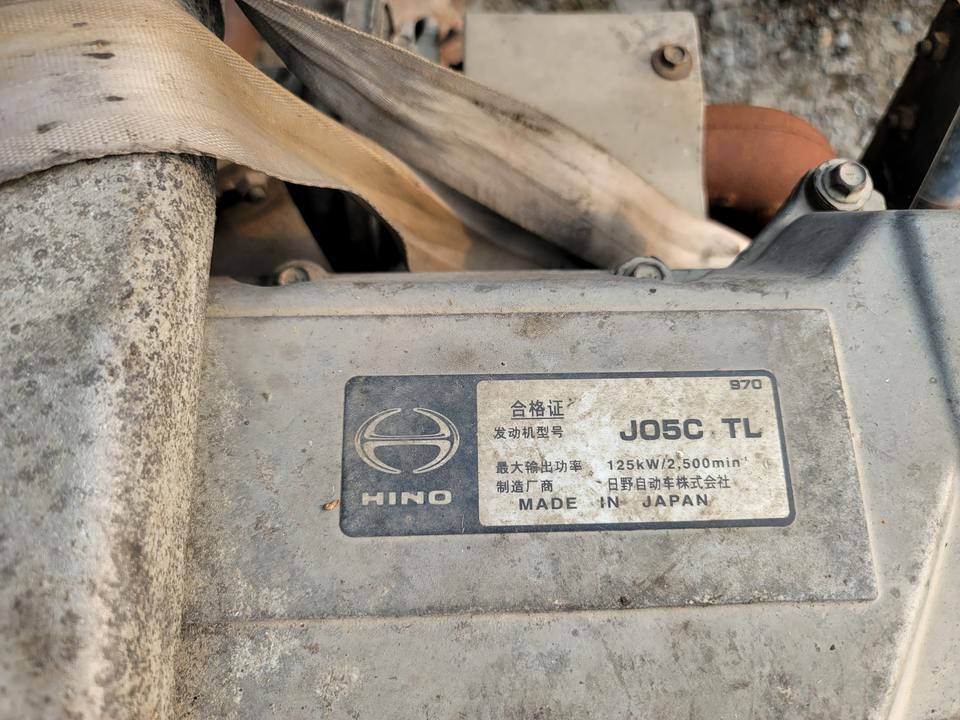 970
合格证
发动机型号 J05C TL
最大输出功率 125kW/2,500min⁻¹
制造厂商 日野自动车株式会社
MADE IN JAPAN
HINO